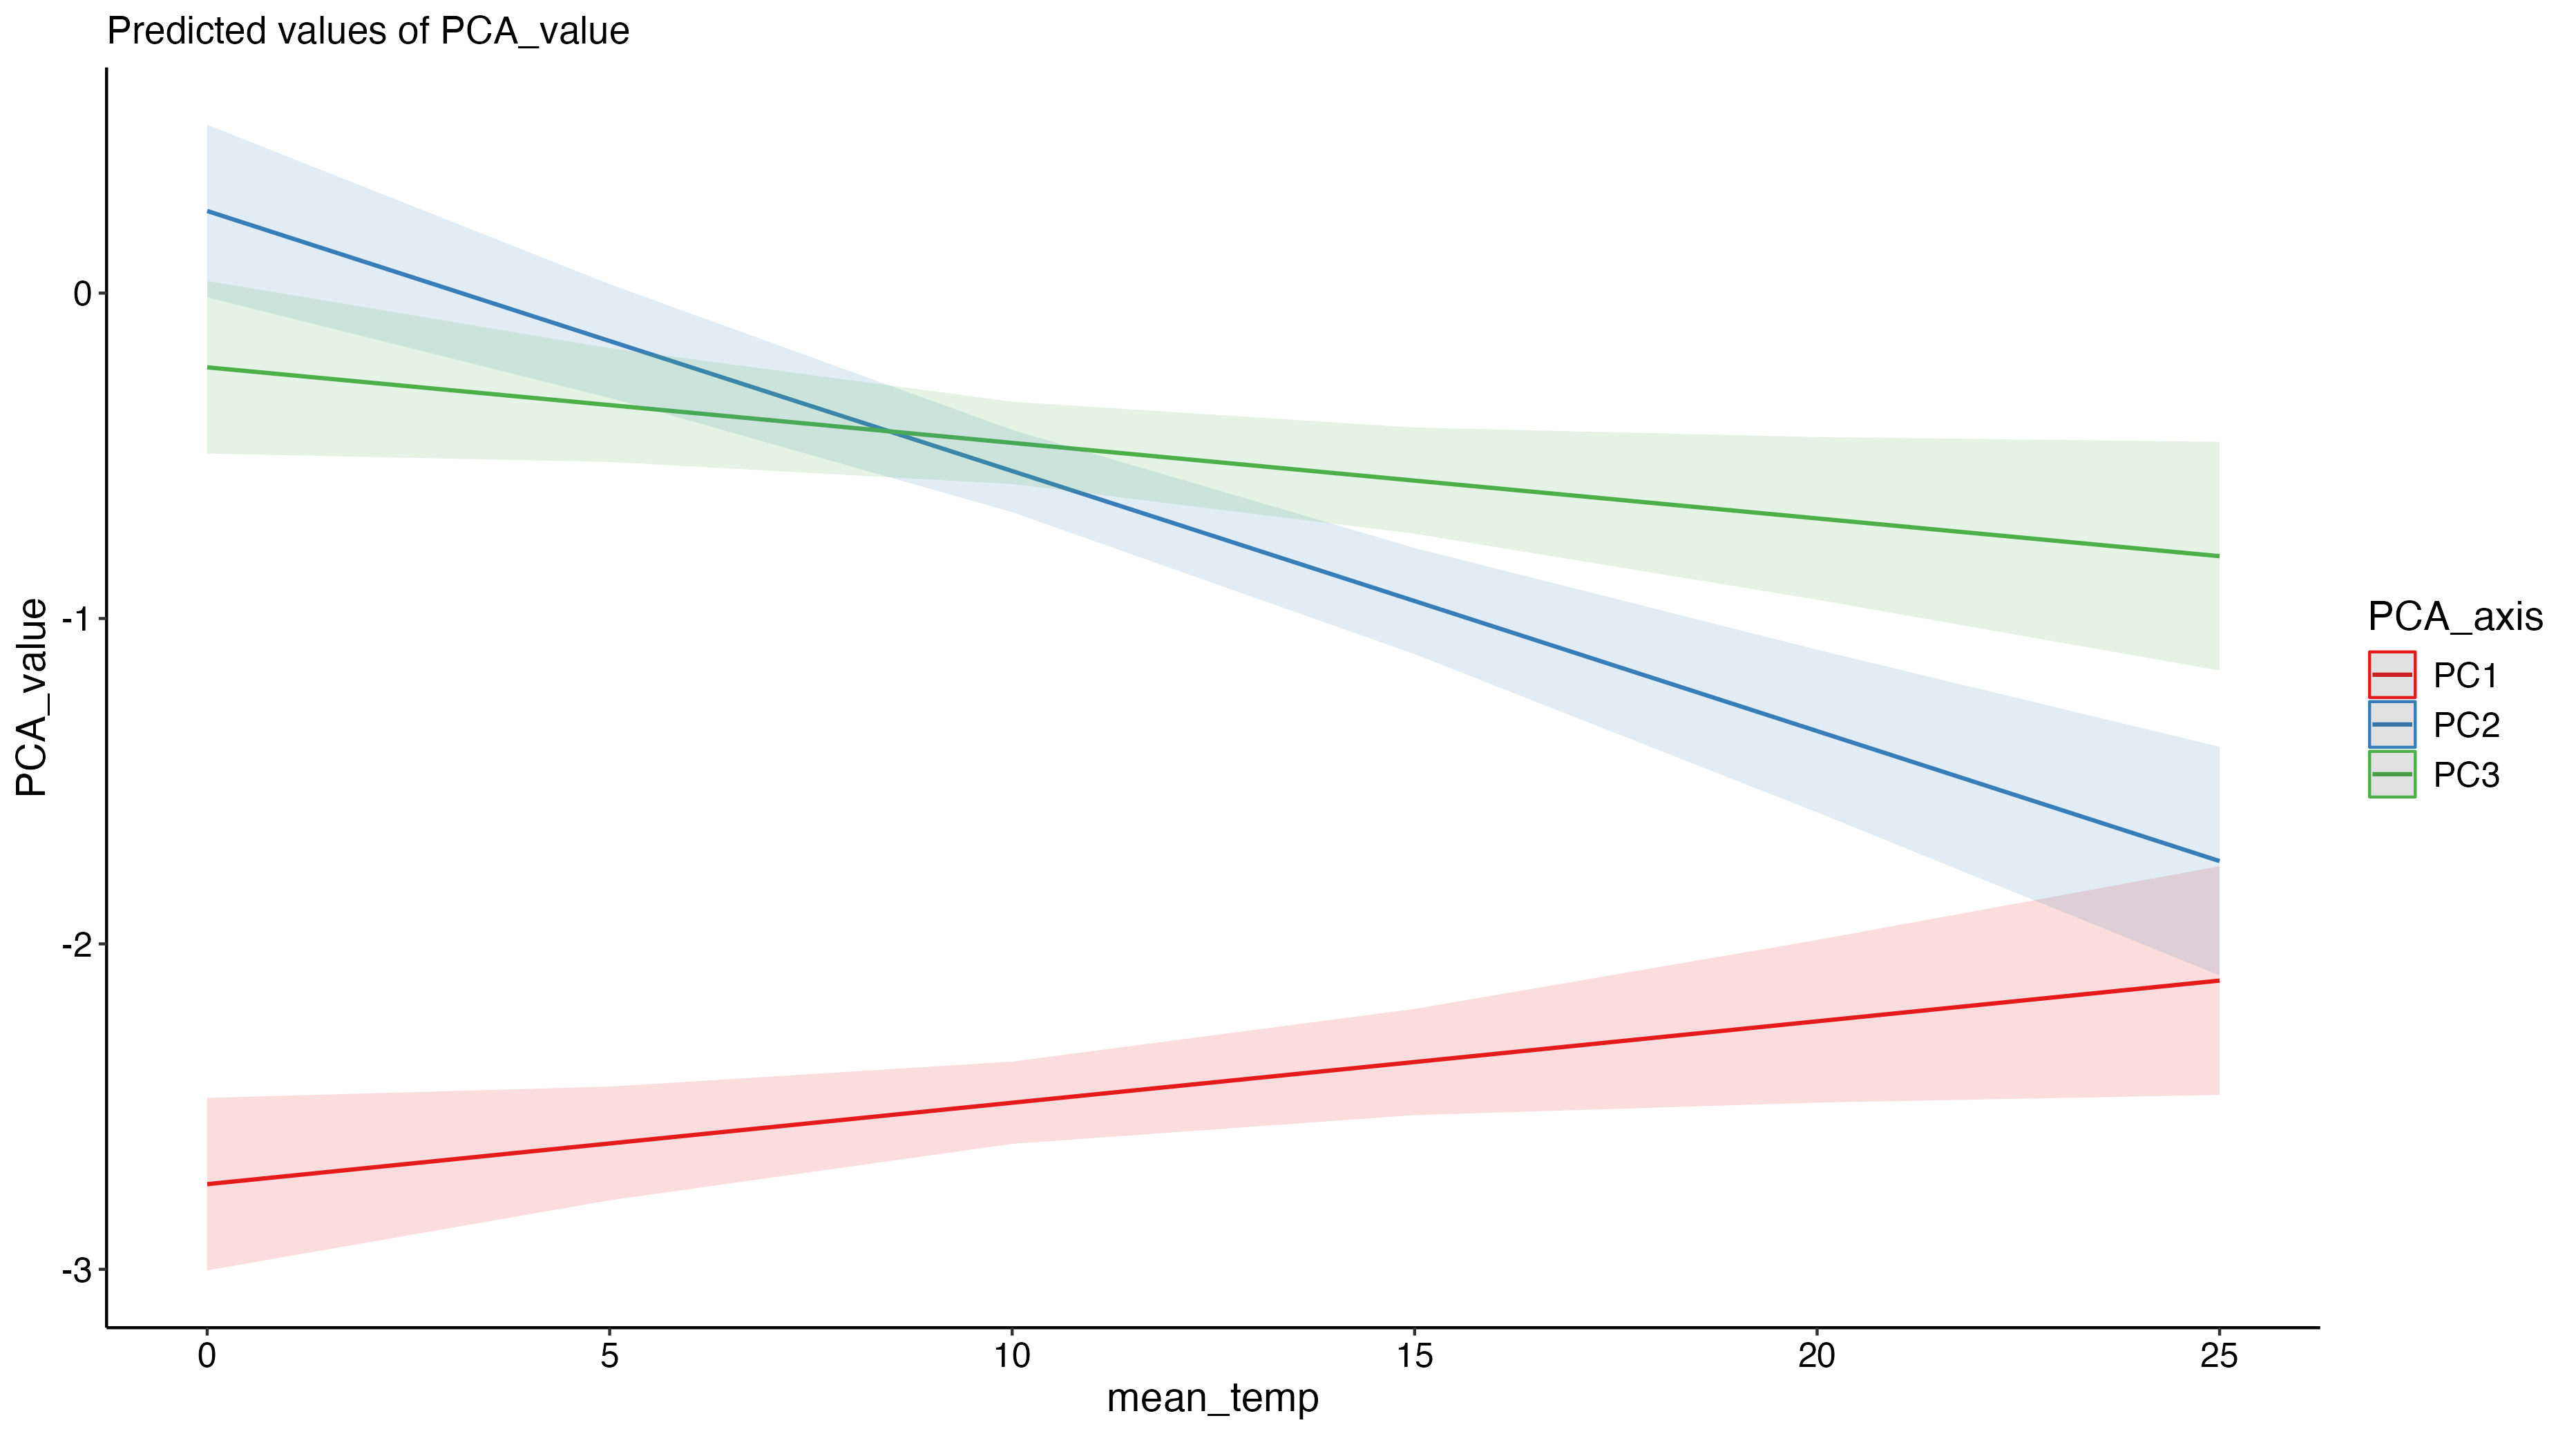 Predicted values of PCA_value
PCA_value
0
-1
-2
-3
0 5 10 15 20 25
mean_temp
PCA_axis
PC1
PC2
PC3